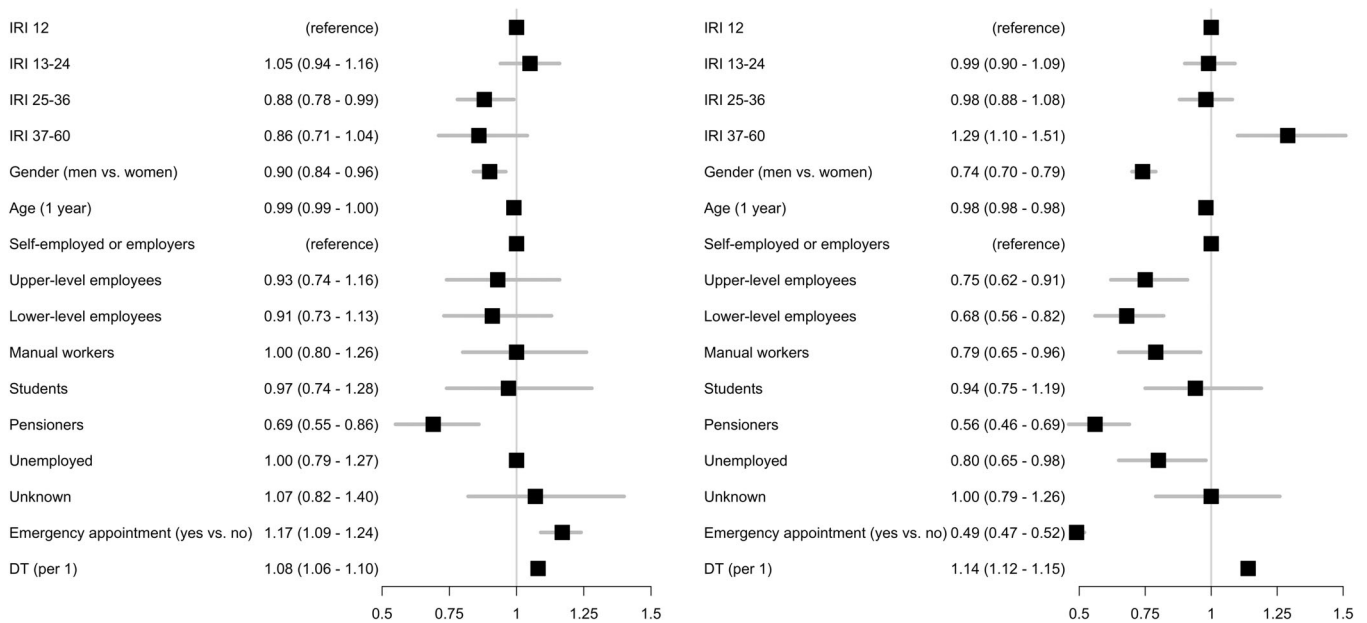 IRI 12 (reference)
IRI 13-24 1.05 (0.94 - 1.16)
IRI 25-36 0.88 (0.78 - 0.99)
IRI 37-60 0.86 (0.71 - 1.04)
Gender (men vs. women) 0.90 (0.84 - 0.96)
Age (1 year) 0.99 (0.99 - 1.00)
Self-employed or employers (reference)
Upper-level employees 0.93 (0.74 - 1.16)
Lower-level employees 0.91 (0.73 - 1.13)
Manual workers 1.00 (0.80 - 1.26)
Students 0.97 (0.74 - 1.28)
Pensioners 0.69 (0.55 - 0.86)
Unemployed 1.00 (0.79 - 1.27)
Unknown 1.07 (0.82 - 1.40)
Emergency appointment (yes vs. no) 1.17 (1.09 - 1.24)
DT (per 1) 1.08 (1.06 - 1.10)
0.5 0.75 1 1.25 1.5
IRI 12 (reference)
IRI 13-24 0.99 (0.90 - 1.09)
IRI 25-36 0.98 (0.88 - 1.08)
IRI 37-60 1.29 (1.10 - 1.51)
Gender (men vs. women) 0.74 (0.70 - 0.79)
Age (1 year) 0.98 (0.98 - 0.98)
Self-employed or employers (reference)
Upper-level employees 0.75 (0.62 - 0.91)
Lower-level employees 0.68 (0.56 - 0.82)
Manual workers 0.79 (0.65 - 0.96)
Students 0.94 (0.75 - 1.19)
Pensioners 0.56 (0.46 - 0.69)
Unemployed 0.80 (0.65 - 0.98)
Unknown 1.00 (0.79 - 1.26)
Emergency appointment (yes vs. no) 0.49 (0.47 - 0.52)
DT (per 1) 1.14 (1.12 - 1.15)
0.5 0.75 1 1.25 1.5